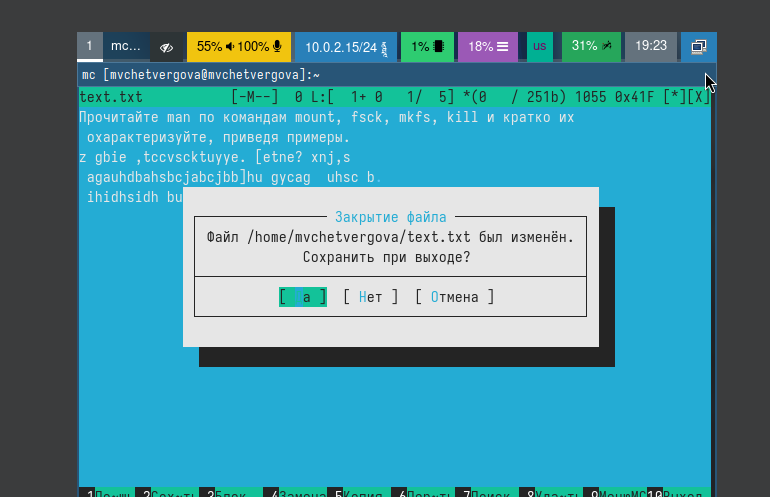 1 mc... 55% 100% 10.0.2.15/24 1% 18% us 31% 19:23
mc [mvchetvergova@mvchetvergova]:~
text.txt [-M--] 0 L:[ 1+ 0 1/ 5] *(0 / 251b) 1055 0x41F [*][X]
Прочитайте man по командам mount, fsck, mkfs, kill и кратко их
охарактеризуйте, приведя примеры.
z gbie ,tccvscktuyye. [etne? xnj,s
agauhdbahsbcjabcjbb]hu gycag uhsc b.
ihidhsidh bu
Закрытие файла
Файл /home/mvchetvergova/text.txt был изменён.
Сохранить при выходе?
[ Да ] [ Нет ] [ Отмена ]